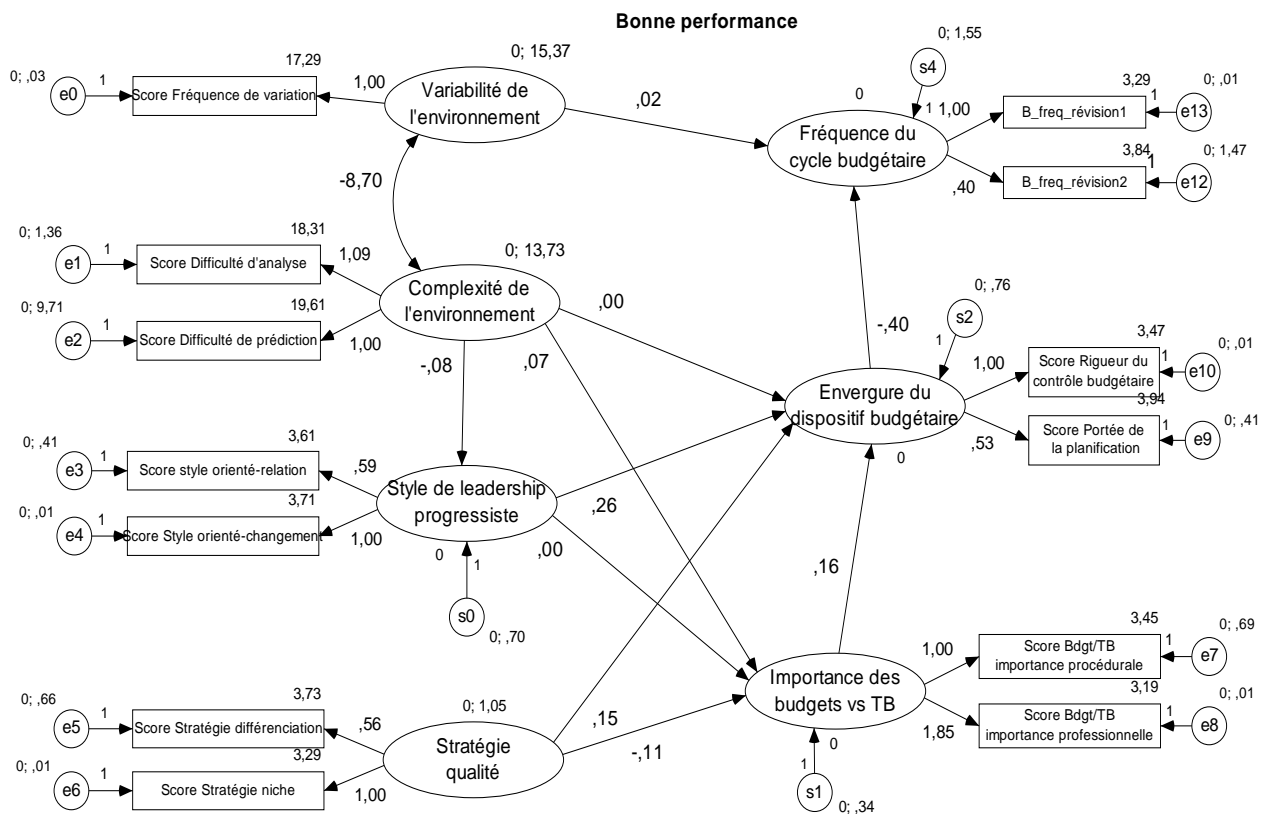 Bonne performance
0; ,03
1
e0
17,29
Score Fréquence de variation
1,00
0; 15,37
Variabilité de
l'environnement
,02
0; 1,55
s4
0
1
Fréquence du
cycle budgétaire
1,00
3,29
B_freq_révision1
1
0; ,01
e13
,40
3,84
B_freq_révision2
1
0; 1,47
e12
-8,70
0; 1,36
1
e1
18,31
Score Difficulté d'analyse
1,09
0; 9,71
1
e2
19,61
Score Difficulté de prédiction
1,00
0; 13,73
Complexité de
l'environnement
,00
-,08
,07
-,40
0; ,76
s2
1
Envergure du
dispositif budgétaire
0
1,00
3,47
Score Rigueur du
contrôle budgétaire
1
0; ,01
e10
,53
3,94
Score Portée de
la planification
1
0; ,41
e9
0; ,41
1
e3
3,61
Score style orienté-relation
,59
0; ,01
1
e4
3,71
Score Style orienté-changement
1,00
Style de leadership
progressiste
0
1
s0
0; ,70
,26
,00
,16
0; ,66
1
e5
3,73
Score Stratégie différenciation
,56
0; ,01
1
e6
3,29
Score Stratégie niche
1,00
0; 1,05
Stratégie
qualité
,15
-,11
Importance des
budgets vs TB
0
1
s1
0; ,34
1,00
3,45
Score Bdgt/TB
importance procédurale
1
0; ,69
e7
1,85
3,19
Score Bdgt/TB
importance professionnelle
1
0; ,01
e8